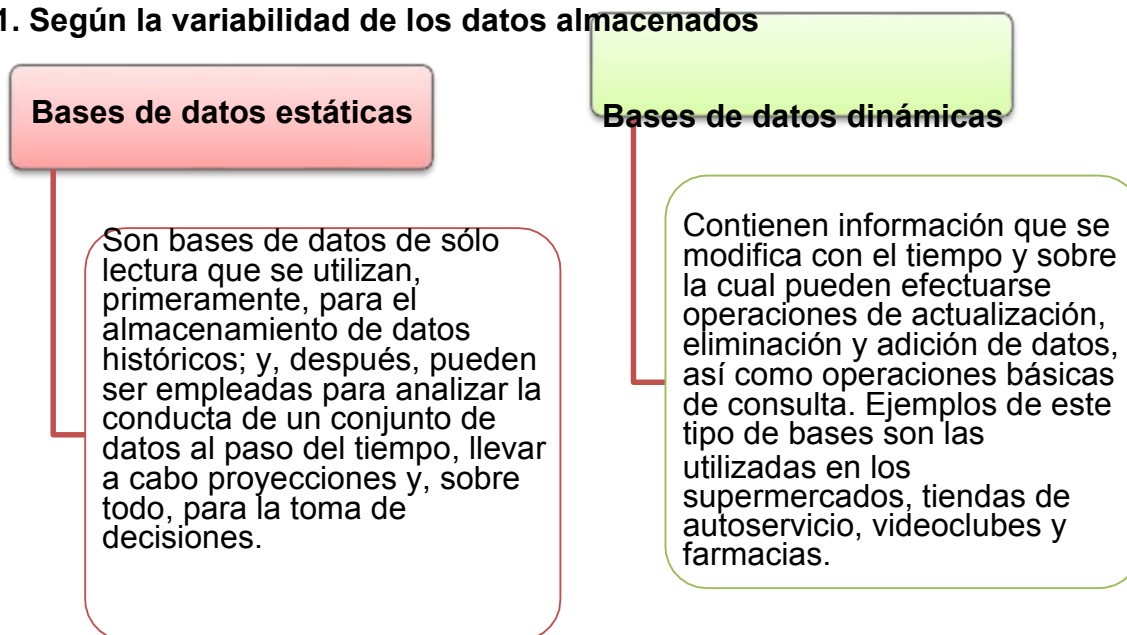 1. Según la variabilidad de los datos almacenados
Bases de datos estáticas
Son bases de datos de sólo
lectura que se utilizan,
primeramente, para el
almacenamiento de datos
históricos; y, después, pueden
ser empleadas para analizar la
conducta de un conjunto de
datos al paso del tiempo, llevar
a cabo proyecciones y, sobre
todo, para la toma de
decisiones.
Bases de datos dinámicas
Contienen información que se
modifica con el tiempo y sobre
la cual pueden efectuarse
operaciones de actualización,
eliminación y adición de datos,
así como operaciones básicas
de consulta. Ejemplos de este
tipo de bases son las
utilizadas en los
supermercados, tiendas de
autoservicio, videoclubes y
farmacias.